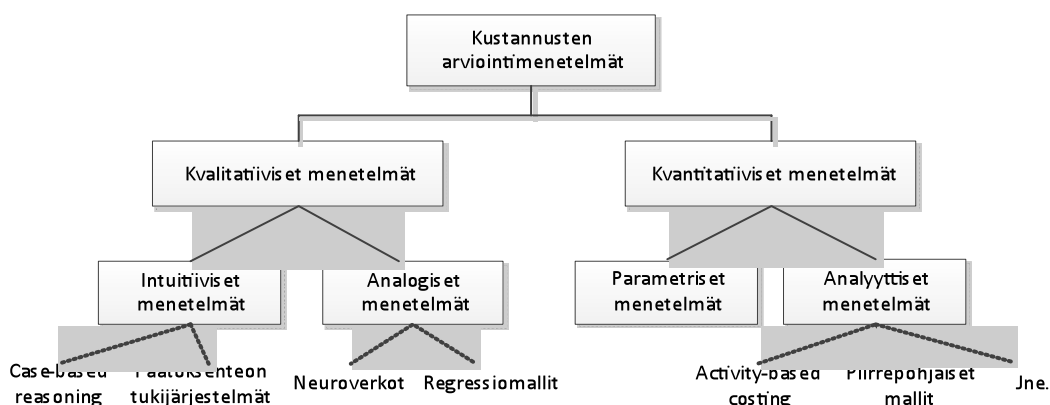 Kustannusten
arviointimenetelmät
Kvalitatiiviset menetelmät
Kvantitatiiviset menetelmät
Intuitiiviset
menetelmät
Analogiset
menetelmät
Parametriset
menetelmät
Analyyttiset
menetelmät
Case-based
reasoning
Päätöksenteon
tukijärjestelmät
Neuroverkot
Regressiomallit
Activity-based
costing
Piirrepohjaiset
mallit
Jne.